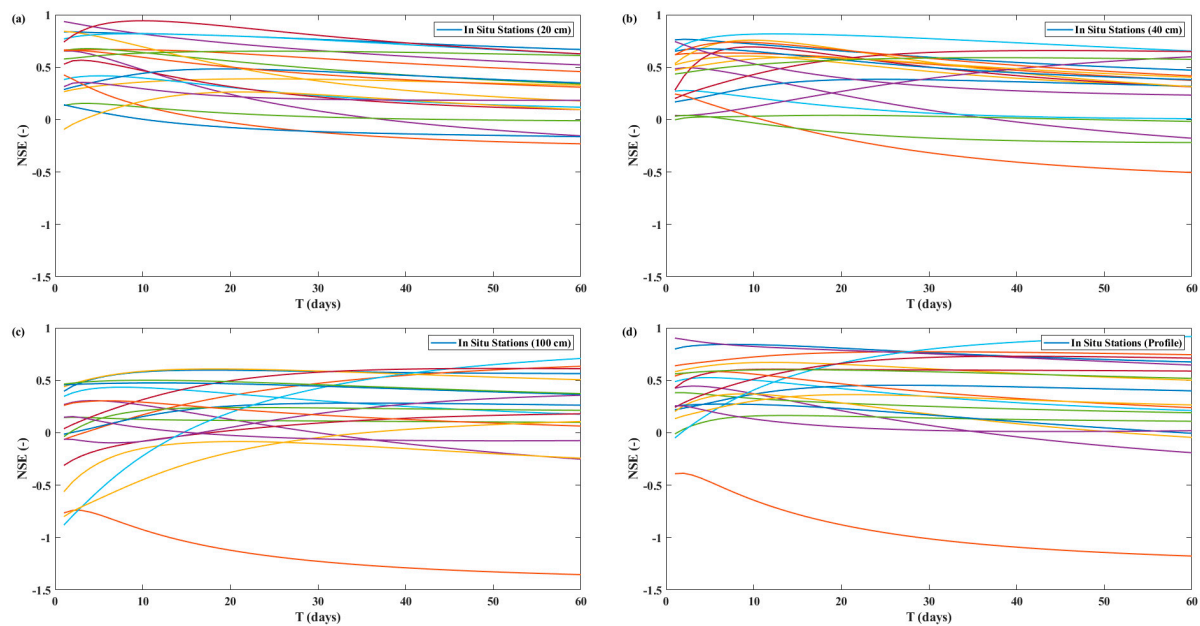 (a)
In Situ Stations (20 cm)
NSE (-)
1
0.5
0
-0.5
-1
-1.5
0 10 20 30 40 50 60
T (days)
(b)
In Situ Stations (40 cm)
NSE (-)
1
0.5
0
-0.5
-1
-1.5
0 10 20 30 40 50 60
T (days)
(c)
In Situ Stations (100 cm)
NSE (-)
1
0.5
0
-0.5
-1
-1.5
0 10 20 30 40 50 60
T (days)
(d)
In Situ Stations (Profile)
NSE (-)
1
0.5
0
-0.5
-1
-1.5
0 10 20 30 40 50 60
T (days)